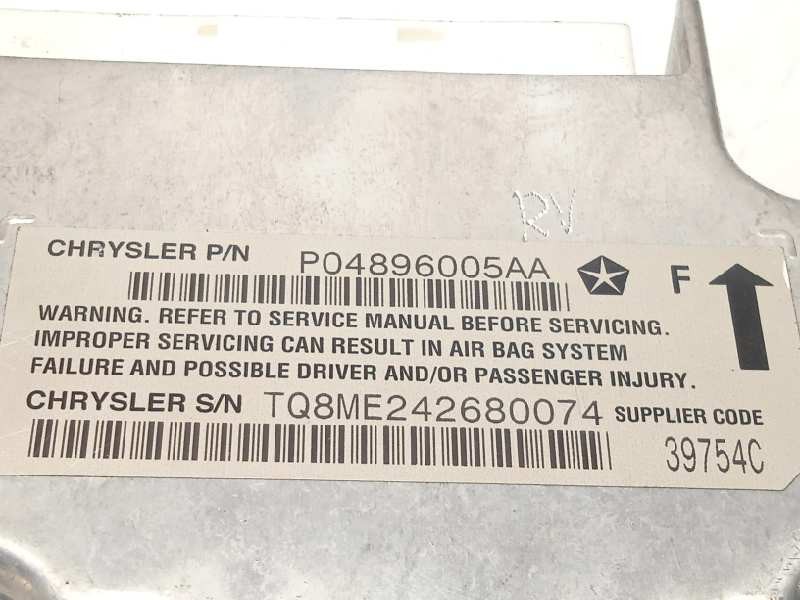 RV
CHRYSLER P/N P04896005AA F
WARNING. REFER TO SERVICE MANUAL BEFORE SERVICING.
IMPROPER SERVICING CAN RESULT IN AIR BAG SYSTEM
FAILURE AND POSSIBLE DRIVER AND/OR PASSENGER INJURY.
CHRYSLER S/N TQ8ME242680074 SUPPLIER CODE
39754C